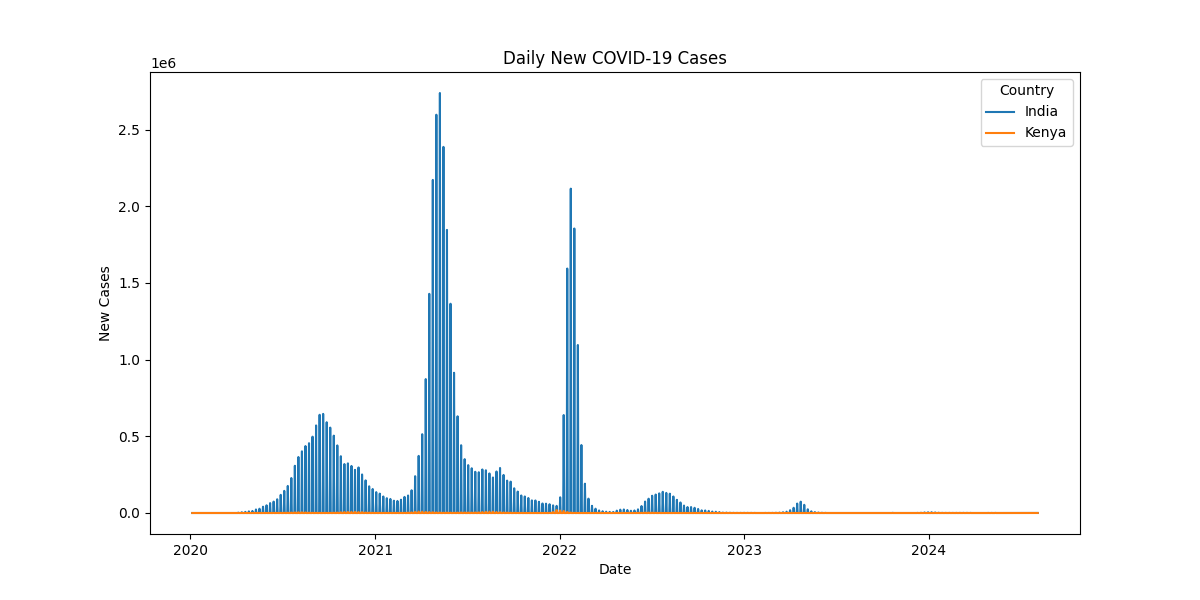 Daily New COVID-19 Cases
1e6
Country
India
Kenya
2.5
2.0
1.5
1.0
0.5
0.0
New Cases
2020 2021 2022 2023 2024
Date